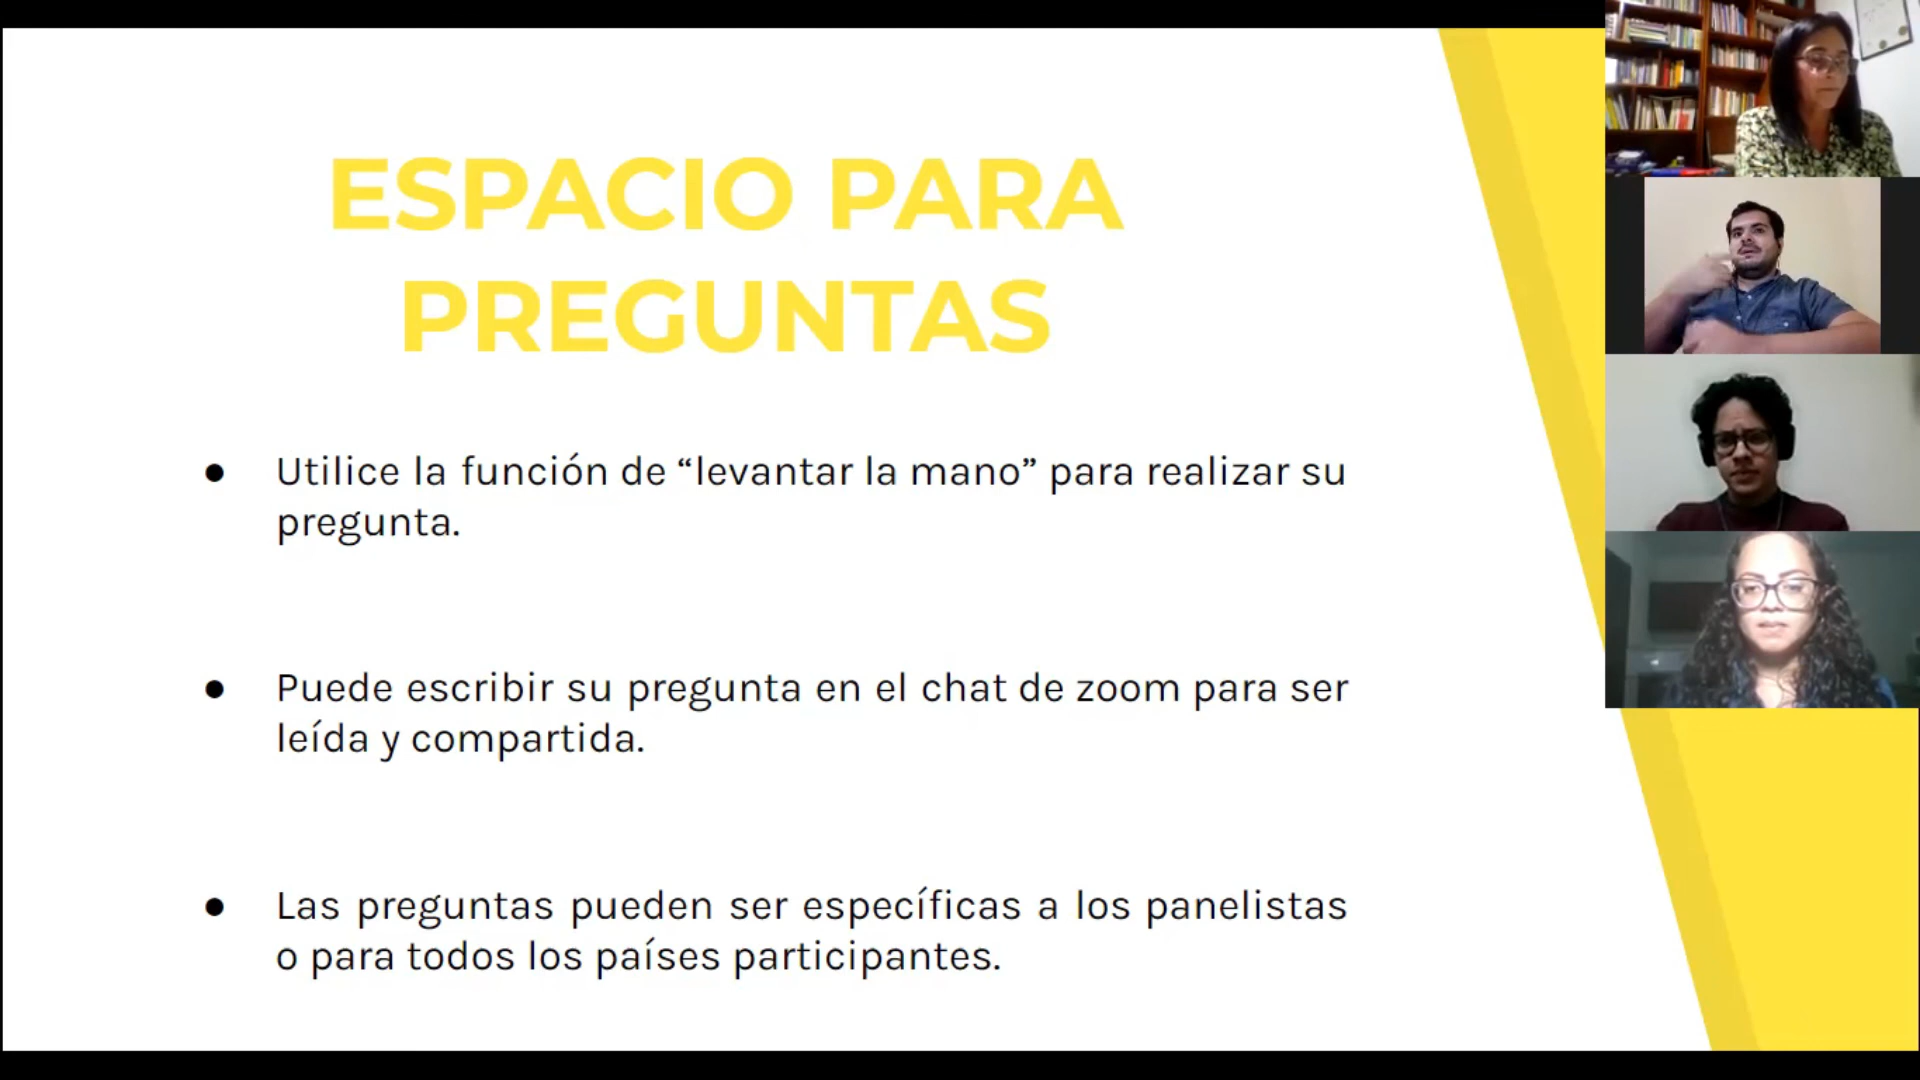 ESPACIO PARA
PREGUNTAS
● Utilice la función de “levantar la mano” para realizar su
pregunta.
● Puede escribir su pregunta en el chat de zoom para ser
leída y compartida.
● Las preguntas pueden ser específicas a los panelistas
o para todos los países participantes.